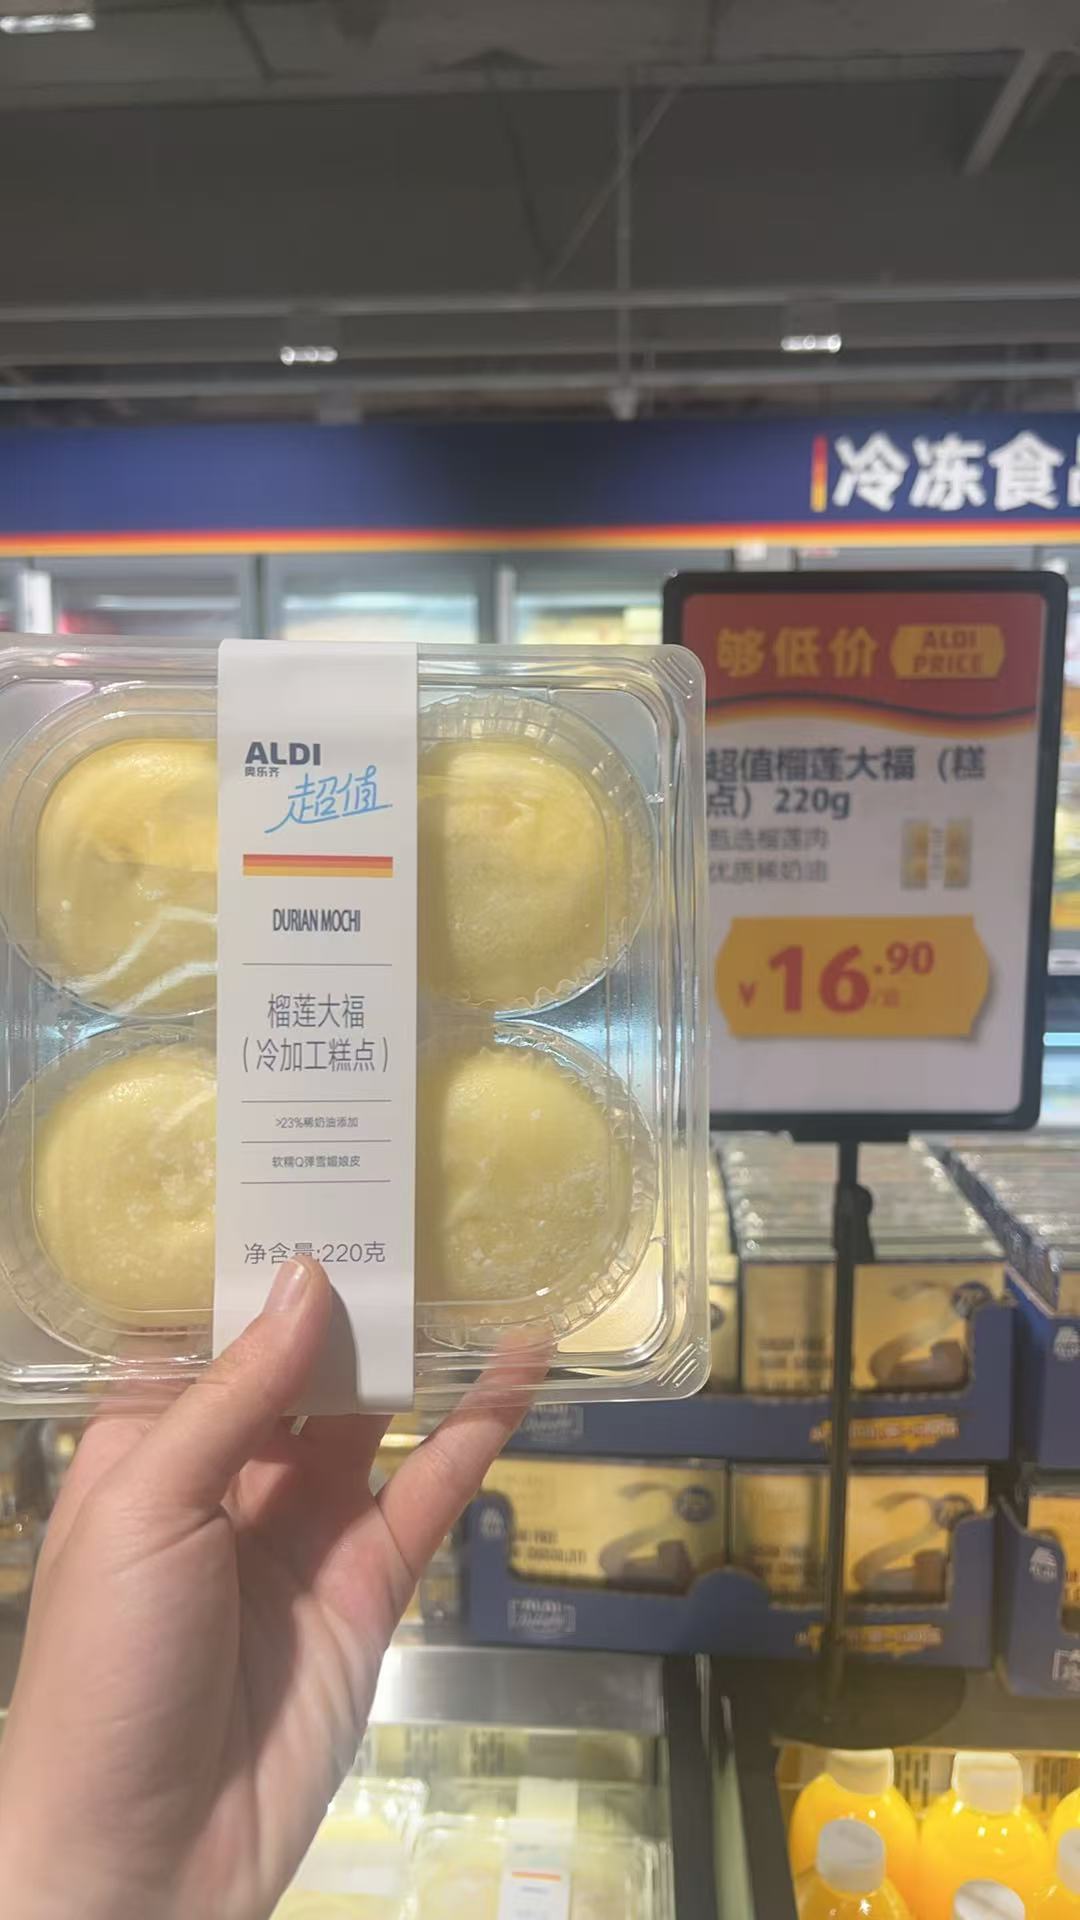 冷冻食品
够低价
ALDI
PRICE
超值榴莲大福（糕
点）220g
甄选榴莲肉
优质稀奶油
¥16.90
ALDI
奥乐齐
超值
DURIAN MOCHI
榴莲大福
(冷加工糕点)
>23%稀奶油添加
软糯Q弹雪媚娘皮
净含量:220克